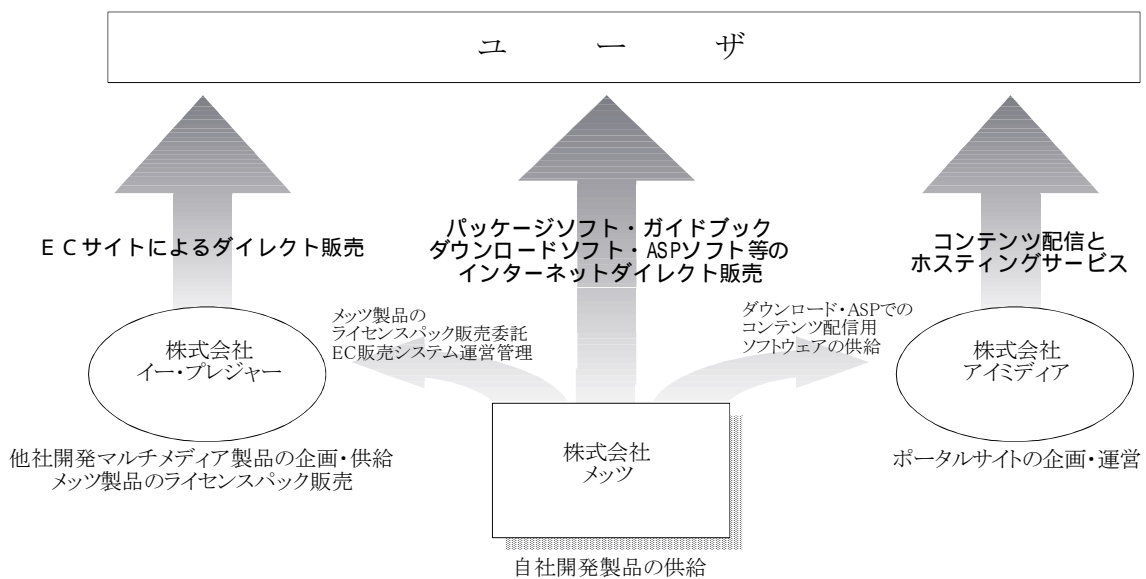 ユーザ
ECサイトによるダイレクト販売
パッケージソフト・ガイドブック
ダウンロードソフト・ASPソフト等の
インターネットダイレクト販売
コンテンツ配信と
ホスティングサービス
メッツ製品の
ライセンスパック販売委託
EC販売システム運営管理
ダウンロード・ASPでの
コンテンツ配信用
ソフトウェアの供給
株式会社
イー・プレジャー
株式会社
アイミディア
株式会社
メッツ
他社開発マルチメディア製品の企画・供給
メッツ製品のライセンスパック販売
ポータルサイトの企画・運営
自社開発製品の供給